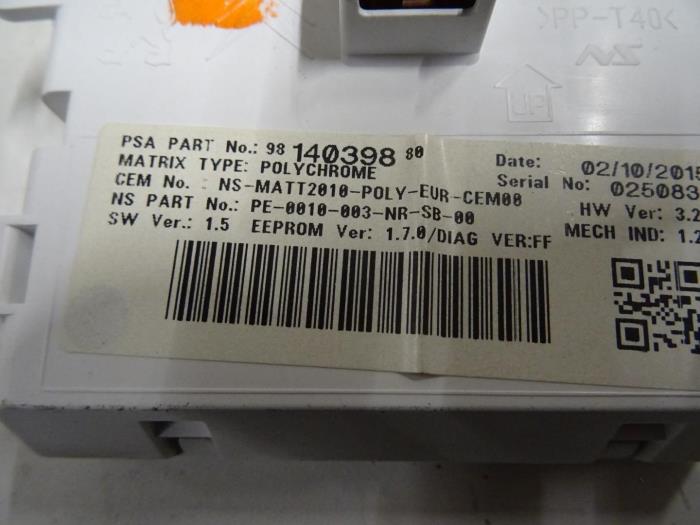 >PP-T40<
NS
UP
PSA PART No.: 98 140398 80
MATRIX TYPE: POLYCHROME
CEM No. : NS-MATT2010-POLY-EUR-CEM00
NS PART No.: PE-0010-003-NR-SB-00
SW Ver.: 1.5 EEPROM Ver: 1.7.0/DIAG VER:FF
Date: 02/10/2015
Serial No: 025083
HW Ver: 3.2
MECH IND: 1.2